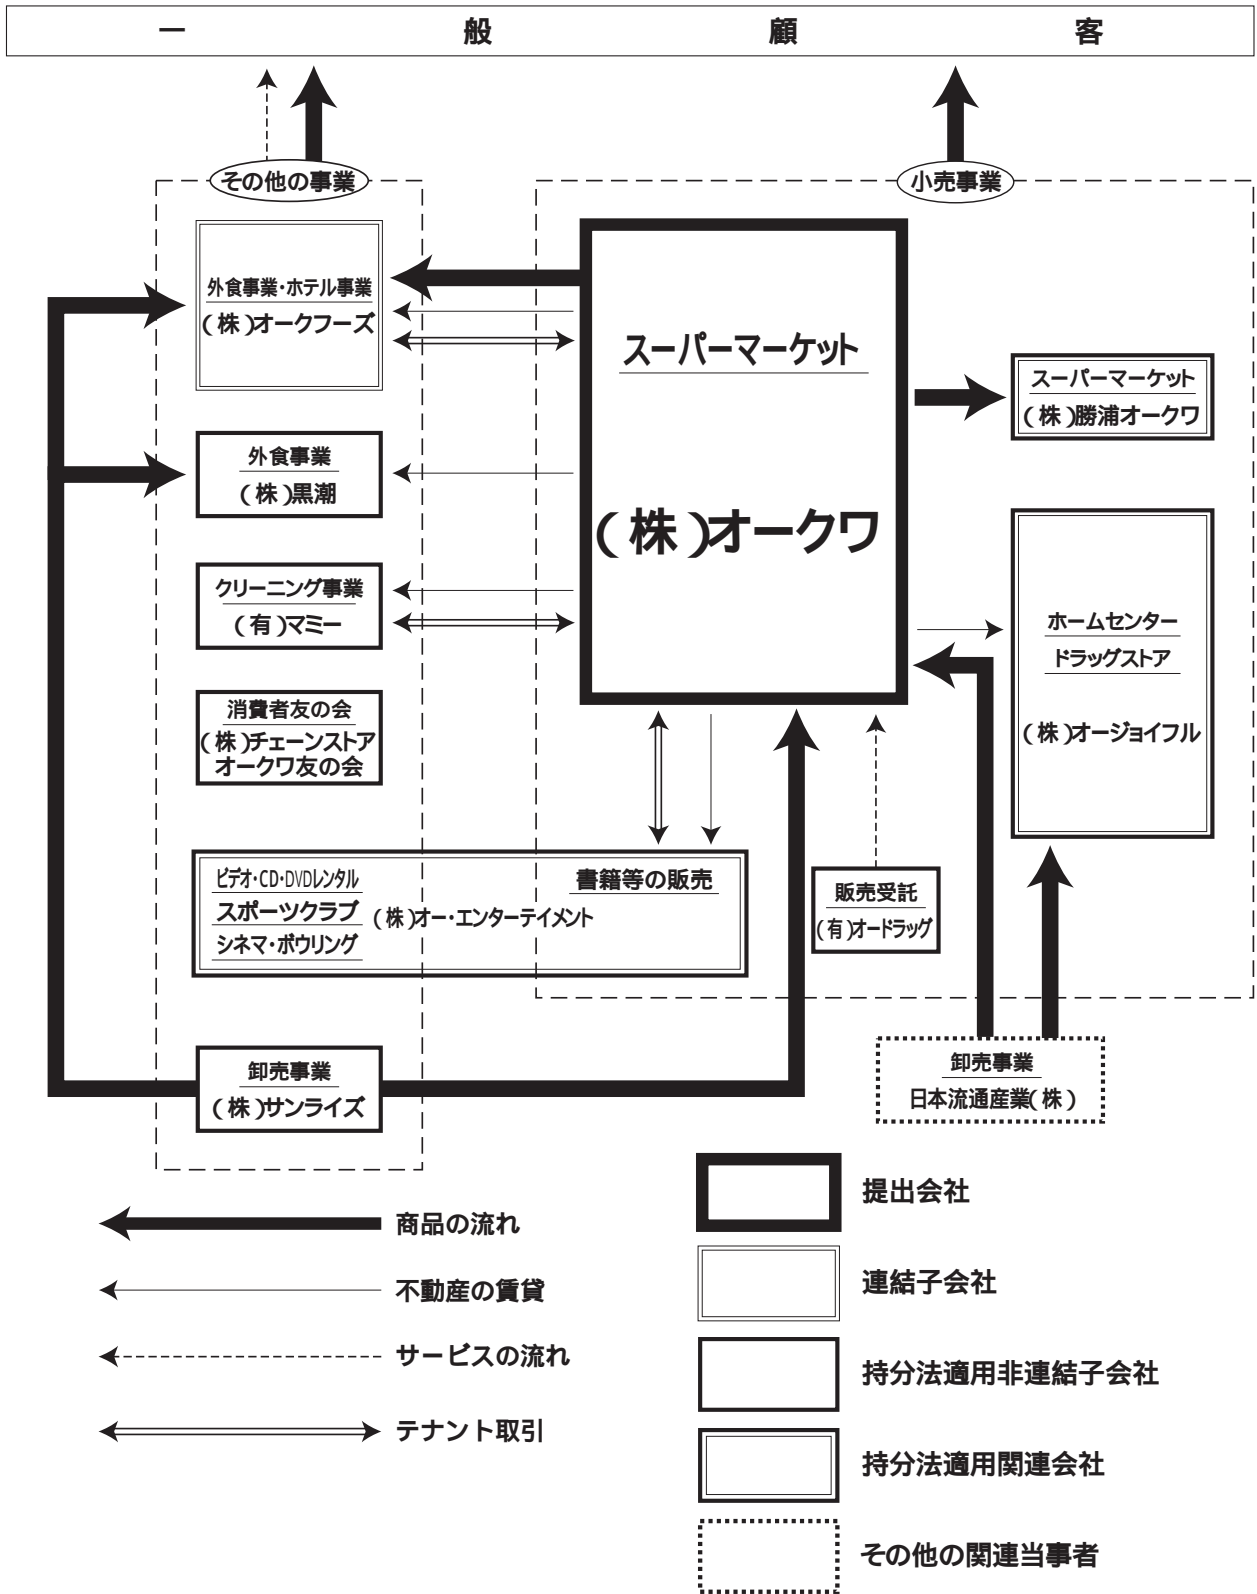 一般顧客
その他の事業
小売事業
外食事業・ホテル事業
(株)オークフーズ
外食事業
(株)黒潮
クリーニング事業
(有)マミー
消費者友の会
(株)チェーンストア
オークワ友の会
スーパーマーケット
(株)オークワ
スーパーマーケット
(株)勝浦オークワ
ホームセンター
ドラッグストア
(株)オージョイフル
ビデオ・CD・DVDレンタル
スポーツクラブ
シネマ・ボウリング
(株)オー・エンターテイメント
書籍等の販売
販売受託
(有)オードラッグ
卸売事業
(株)サンライズ
卸売事業
日本流通産業(株)
商品の流れ
不動産の賃貸
サービスの流れ
テナント取引
提出会社
連結子会社
持分法適用非連結子会社
持分法適用関連会社
その他の関連当事者